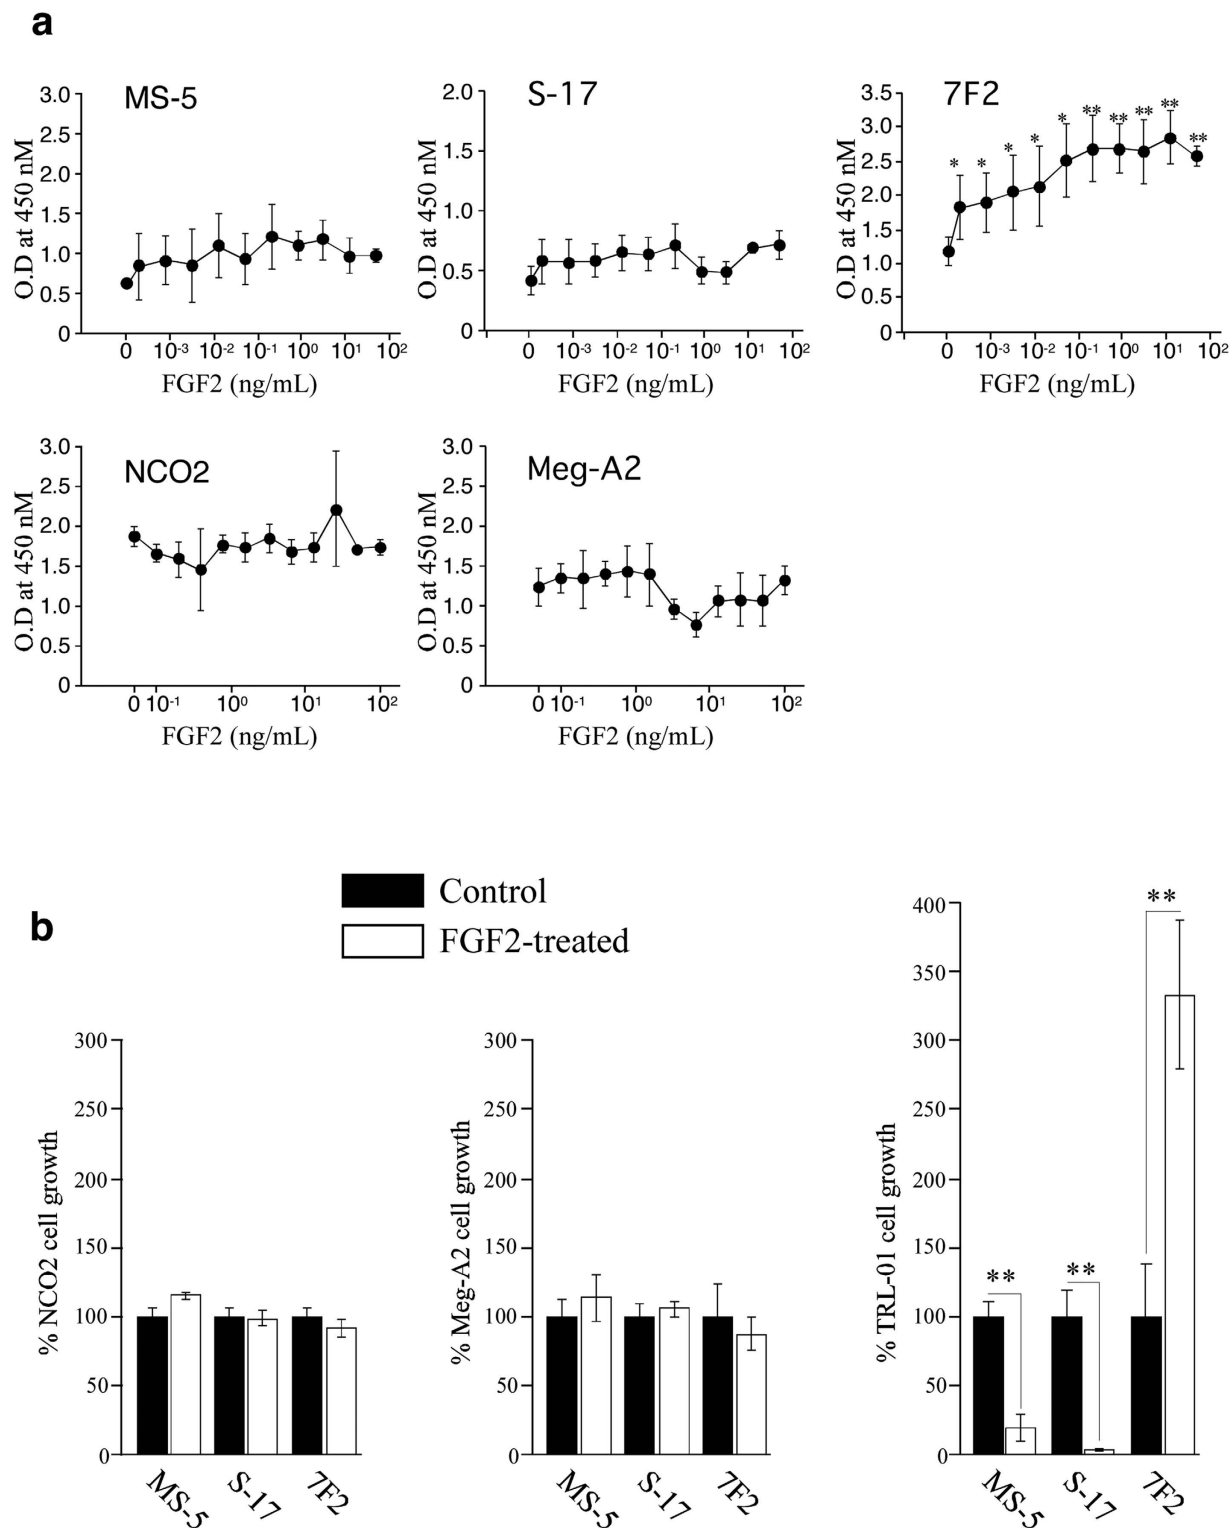 a
MS-5
3.0
2.5
2.0
1.5
1.0
0.5
0
O.D at 450 nM
0 10⁻³ 10⁻² 10⁻¹ 10⁰ 10¹ 10²
FGF2 (ng/mL)
S-17
2.0
1.5
1.0
0.5
0
O.D at 450 nM
0 10⁻³ 10⁻² 10⁻¹ 10⁰ 10¹ 10²
FGF2 (ng/mL)
7F2
3.5
3.0
2.5
2.0
1.5
1.0
0.5
0
O.D at 450 nM
* * * * * ** ** ** ** **
0 10⁻³ 10⁻² 10⁻¹ 10⁰ 10¹ 10²
FGF2 (ng/mL)
NCO2
3.0
2.5
2.0
1.5
1.0
0.5
0
O.D at 450 nM
0 10⁻¹ 10⁰ 10¹ 10²
FGF2 (ng/mL)
Meg-A2
3.0
2.5
2.0
1.5
1.0
0.5
0
O.D at 450 nM
0 10⁻¹ 10⁰ 10¹ 10²
FGF2 (ng/mL)
b
Control
FGF2-treated
300
250
200
150
100
50
0
% NCO2 cell growth
MS-5 S-17 7F2
300
250
200
150
100
50
0
% Meg-A2 cell growth
MS-5 S-17 7F2
400
350
300
250
200
150
100
50
0
% TRL-01 cell growth
** ** **
MS-5 S-17 7F2